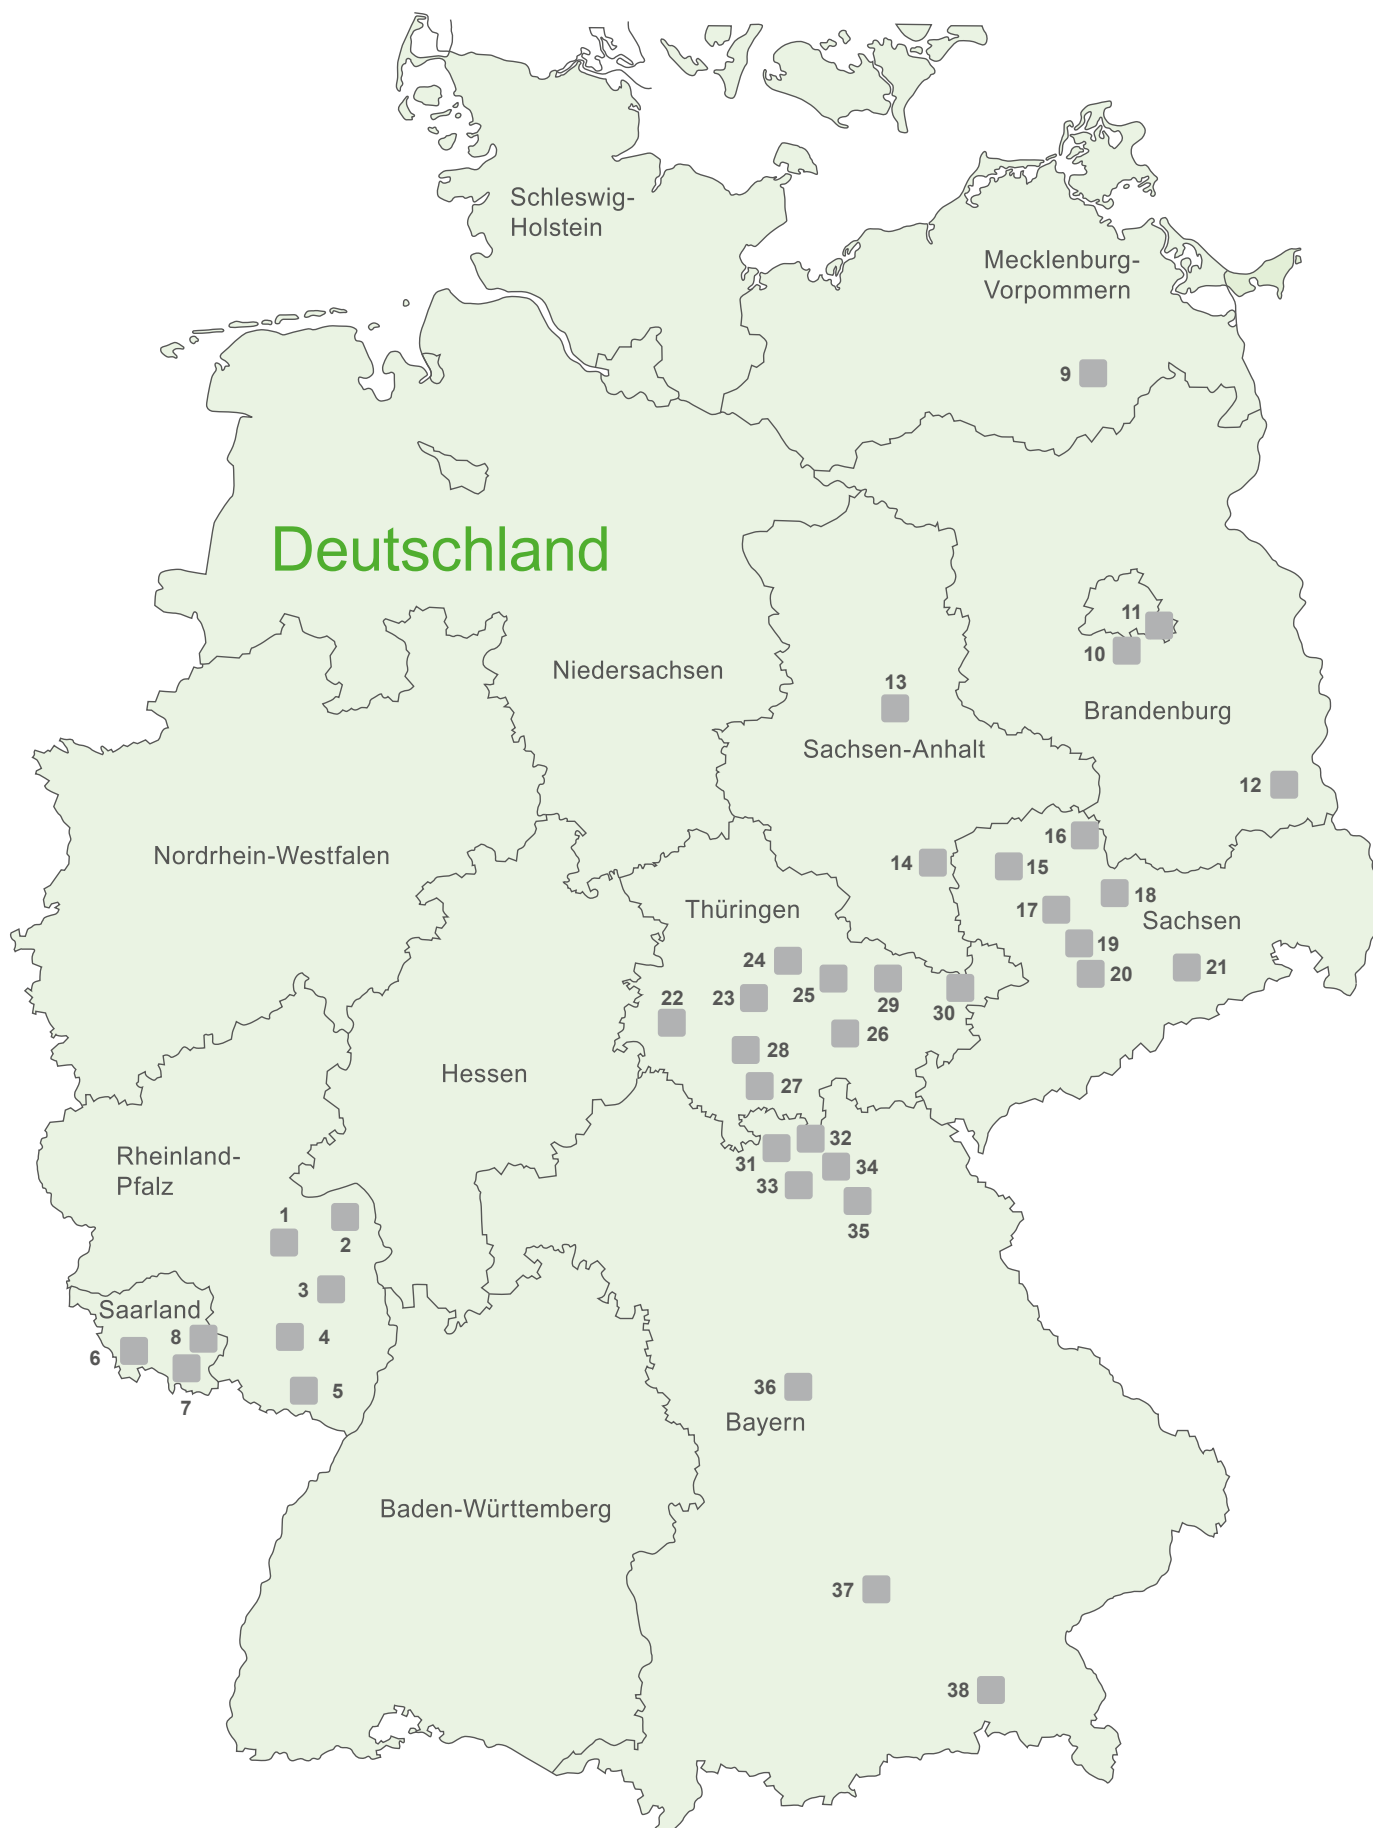 Schleswig-
Holstein
Mecklenburg-
Vorpommern
9
Deutschland
11
10
Niedersachsen
13
Brandenburg
Sachsen-Anhalt
12
16
Nordrhein-Westfalen
14
15
18
Thüringen
17
Sachsen
19
24
20
21
22
23
25
29
30
26
28
Hessen
27
32
Rheinland-
Pfalz
31
34
33
1
2
35
3
Saarland
8
4
6
7
5
36
Bayern
Baden-Württemberg
37
38